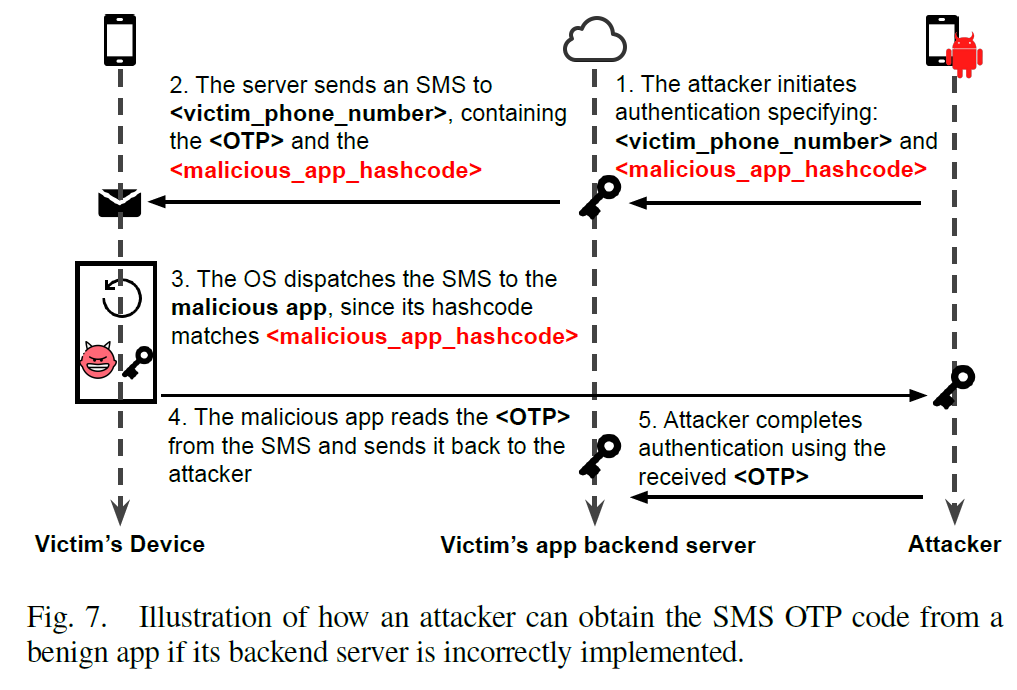 2. The server sends an SMS to
<victim_phone_number>, containing
the <OTP> and the
<malicious_app_hashcode>
1. The attacker initiates
authentication specifying:
<victim_phone_number> and
<malicious_app_hashcode>
3. The OS dispatches the SMS to the
malicious app, since its hashcode
matches <malicious_app_hashcode>
4. The malicious app reads the <OTP>
from the SMS and sends it back to the
attacker
5. Attacker completes
authentication using the
received <OTP>
Victim's Device
Victim's app backend server
Attacker
Fig. 7. Illustration of how an attacker can obtain the SMS OTP code from a
benign app if its backend server is incorrectly implemented.